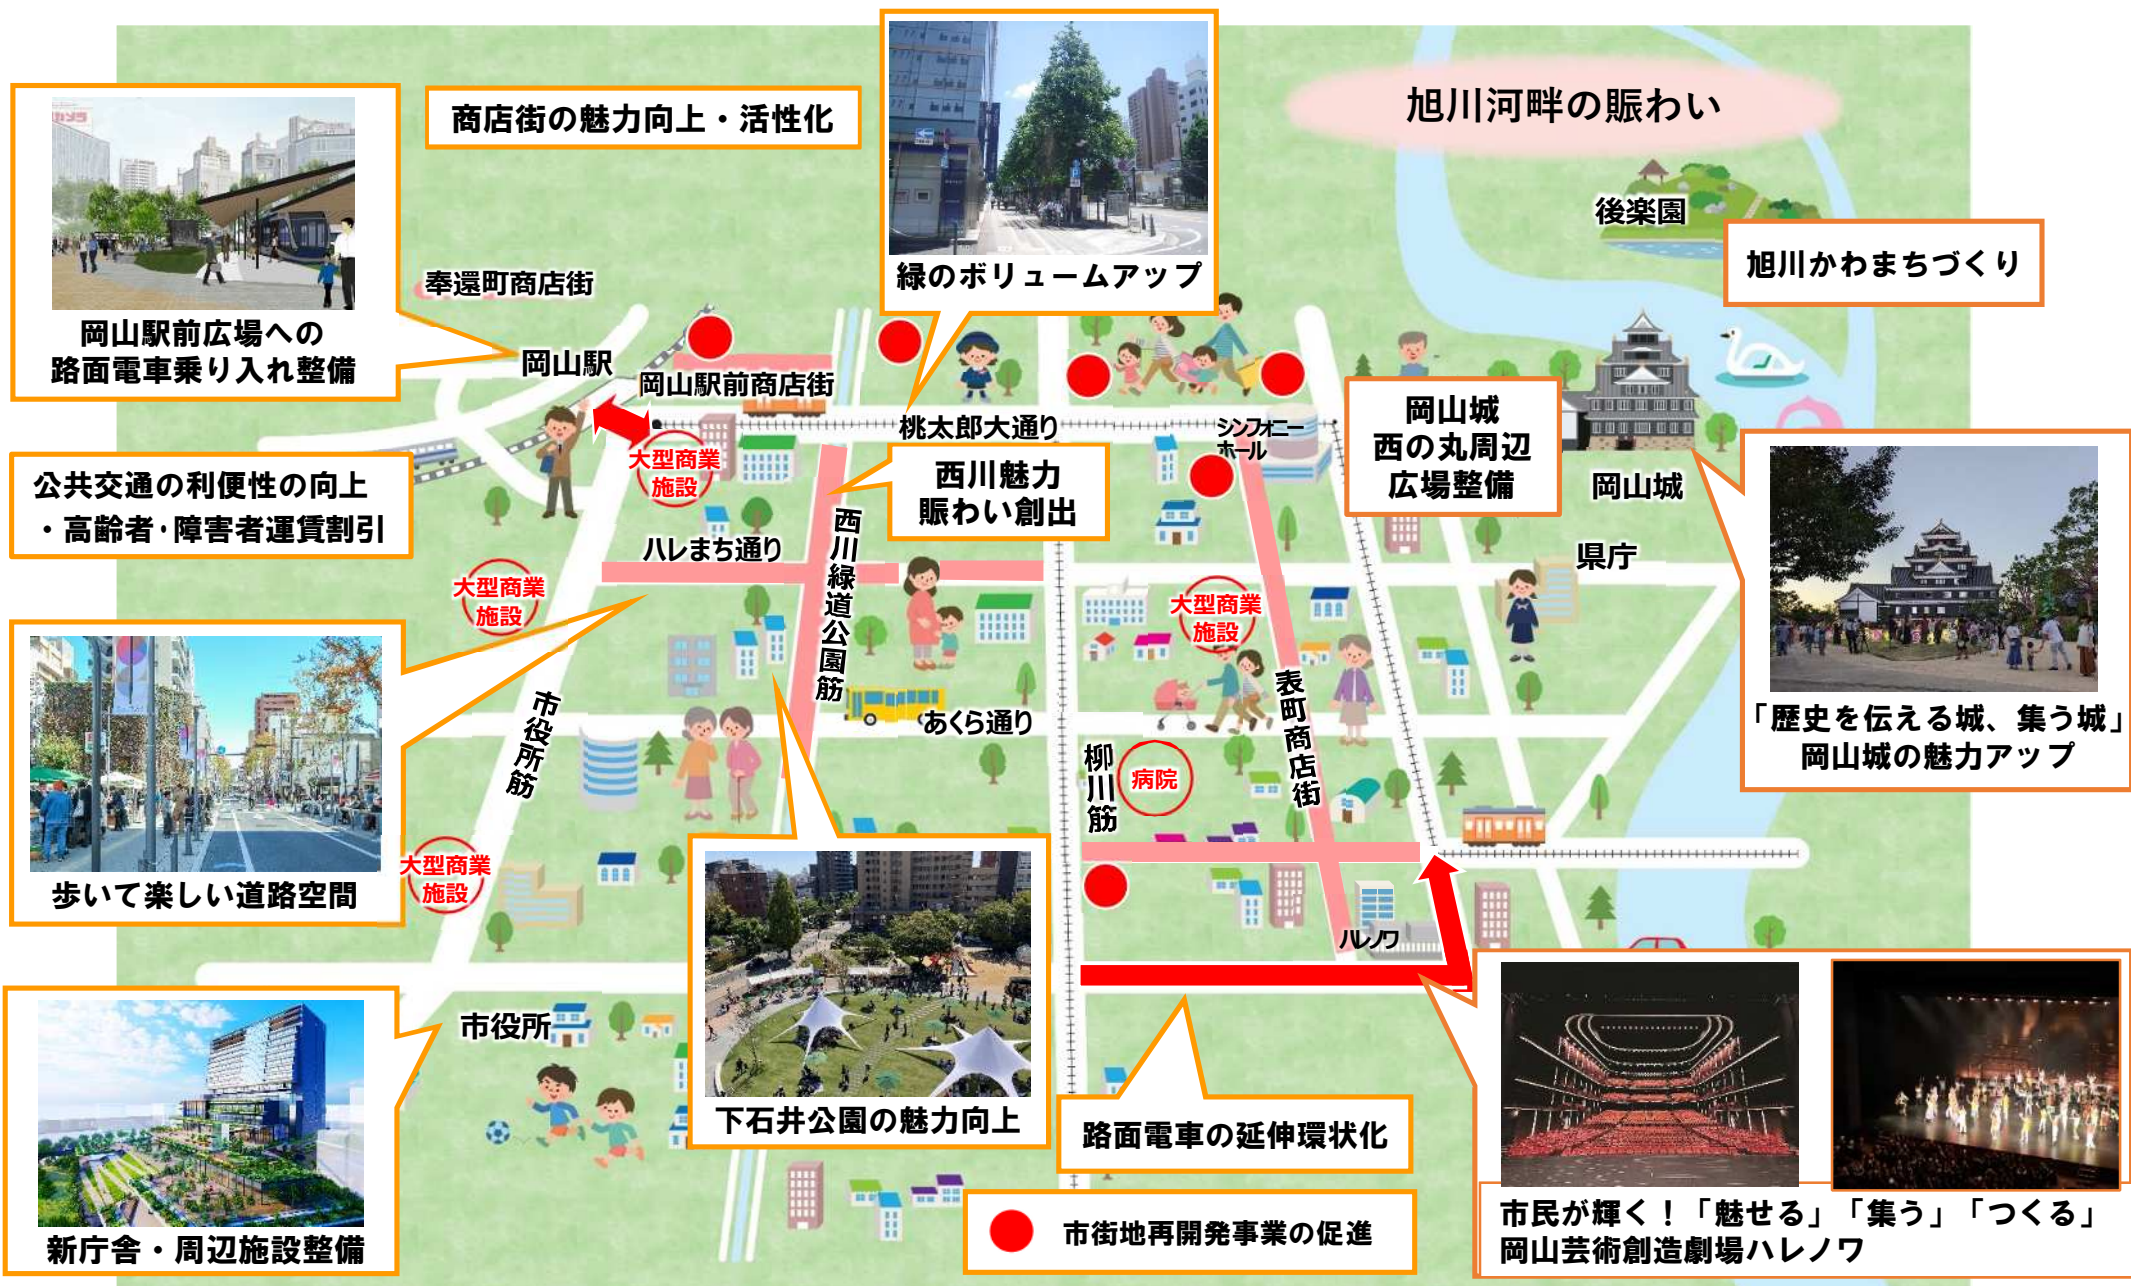 商店街の魅力向上・活性化
緑のボリュームアップ
旭川河畔の賑わい
後楽園
旭川かわまちづくり
岡山駅前広場への
路面電車乗り入れ整備
奉還町商店街
岡山駅
岡山駅前商店街
桃太郎大通り
シンフォニー
ホール
岡山城
西の丸周辺
広場整備
岡山城
県庁
公共交通の利便性の向上
・高齢者・障害者運賃割引
大型商業
施設
西川魅力
賑わい創出
ハレまち通り
西川緑道公園筋
大型商業
施設
大型商業
施設
「歴史を伝える城、集う城」
岡山城の魅力アップ
歩いて楽しい道路空間
市役所筋
あくら通り
柳川筋
病院
表町商店街
大型商業
施設
ハレノワ
市役所
新庁舎・周辺施設整備
下石井公園の魅力向上
路面電車の延伸環状化
市街地再開発事業の促進
市民が輝く！「魅せる」「集う」「つくる」
岡山芸術創造劇場ハレノワ